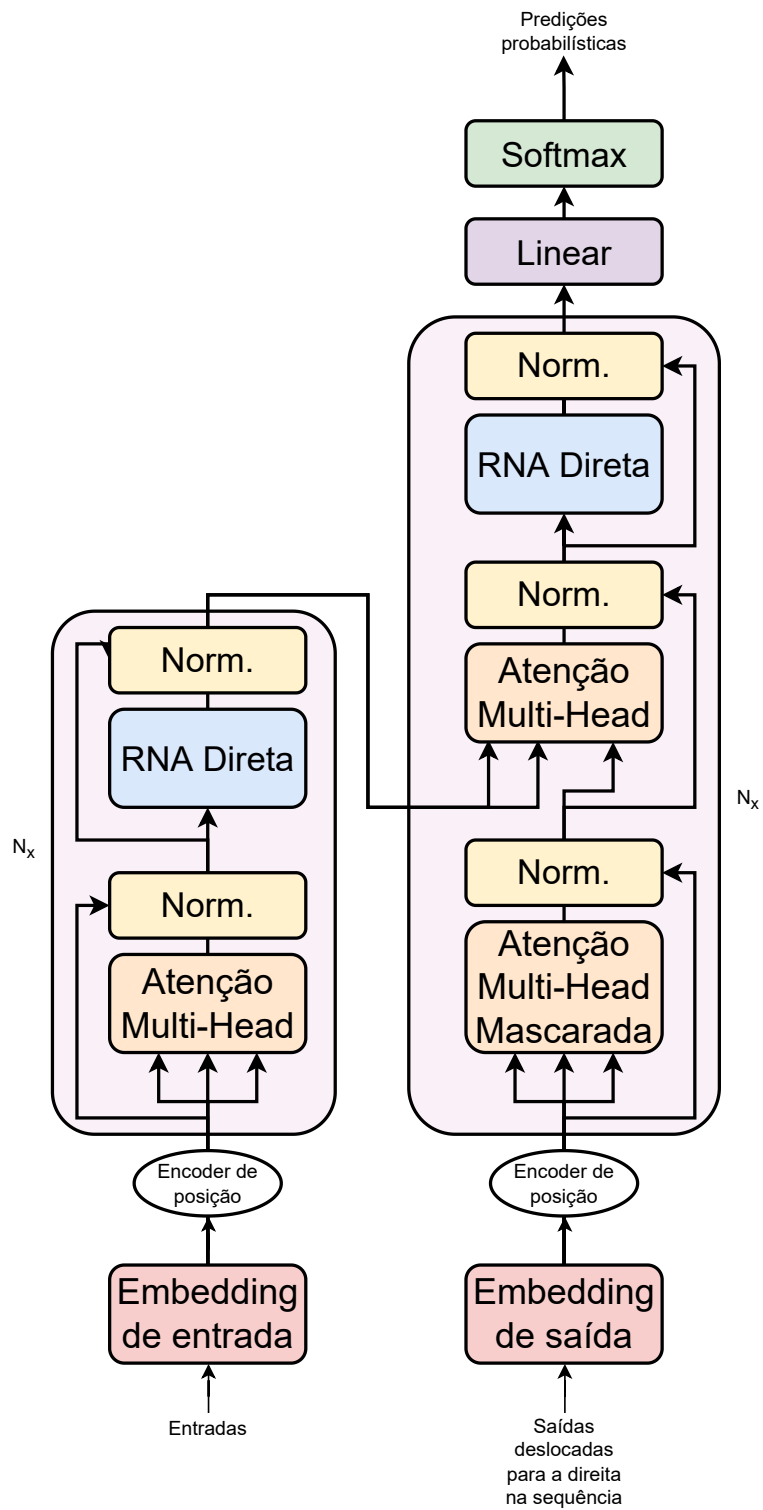 Predições
probabilísticas
Softmax
Linear
Norm.
RNA Direta
Norm.
Atenção
Multi-Head
N_x
Norm.
Atenção
Multi-Head
Mascarada
Encoder de
posição
Embedding
de saída
Saídas
deslocadas
para a direita
na sequência
Norm.
RNA Direta
N_x
Norm.
Atenção
Multi-Head
Encoder de
posição
Embedding
de entrada
Entradas